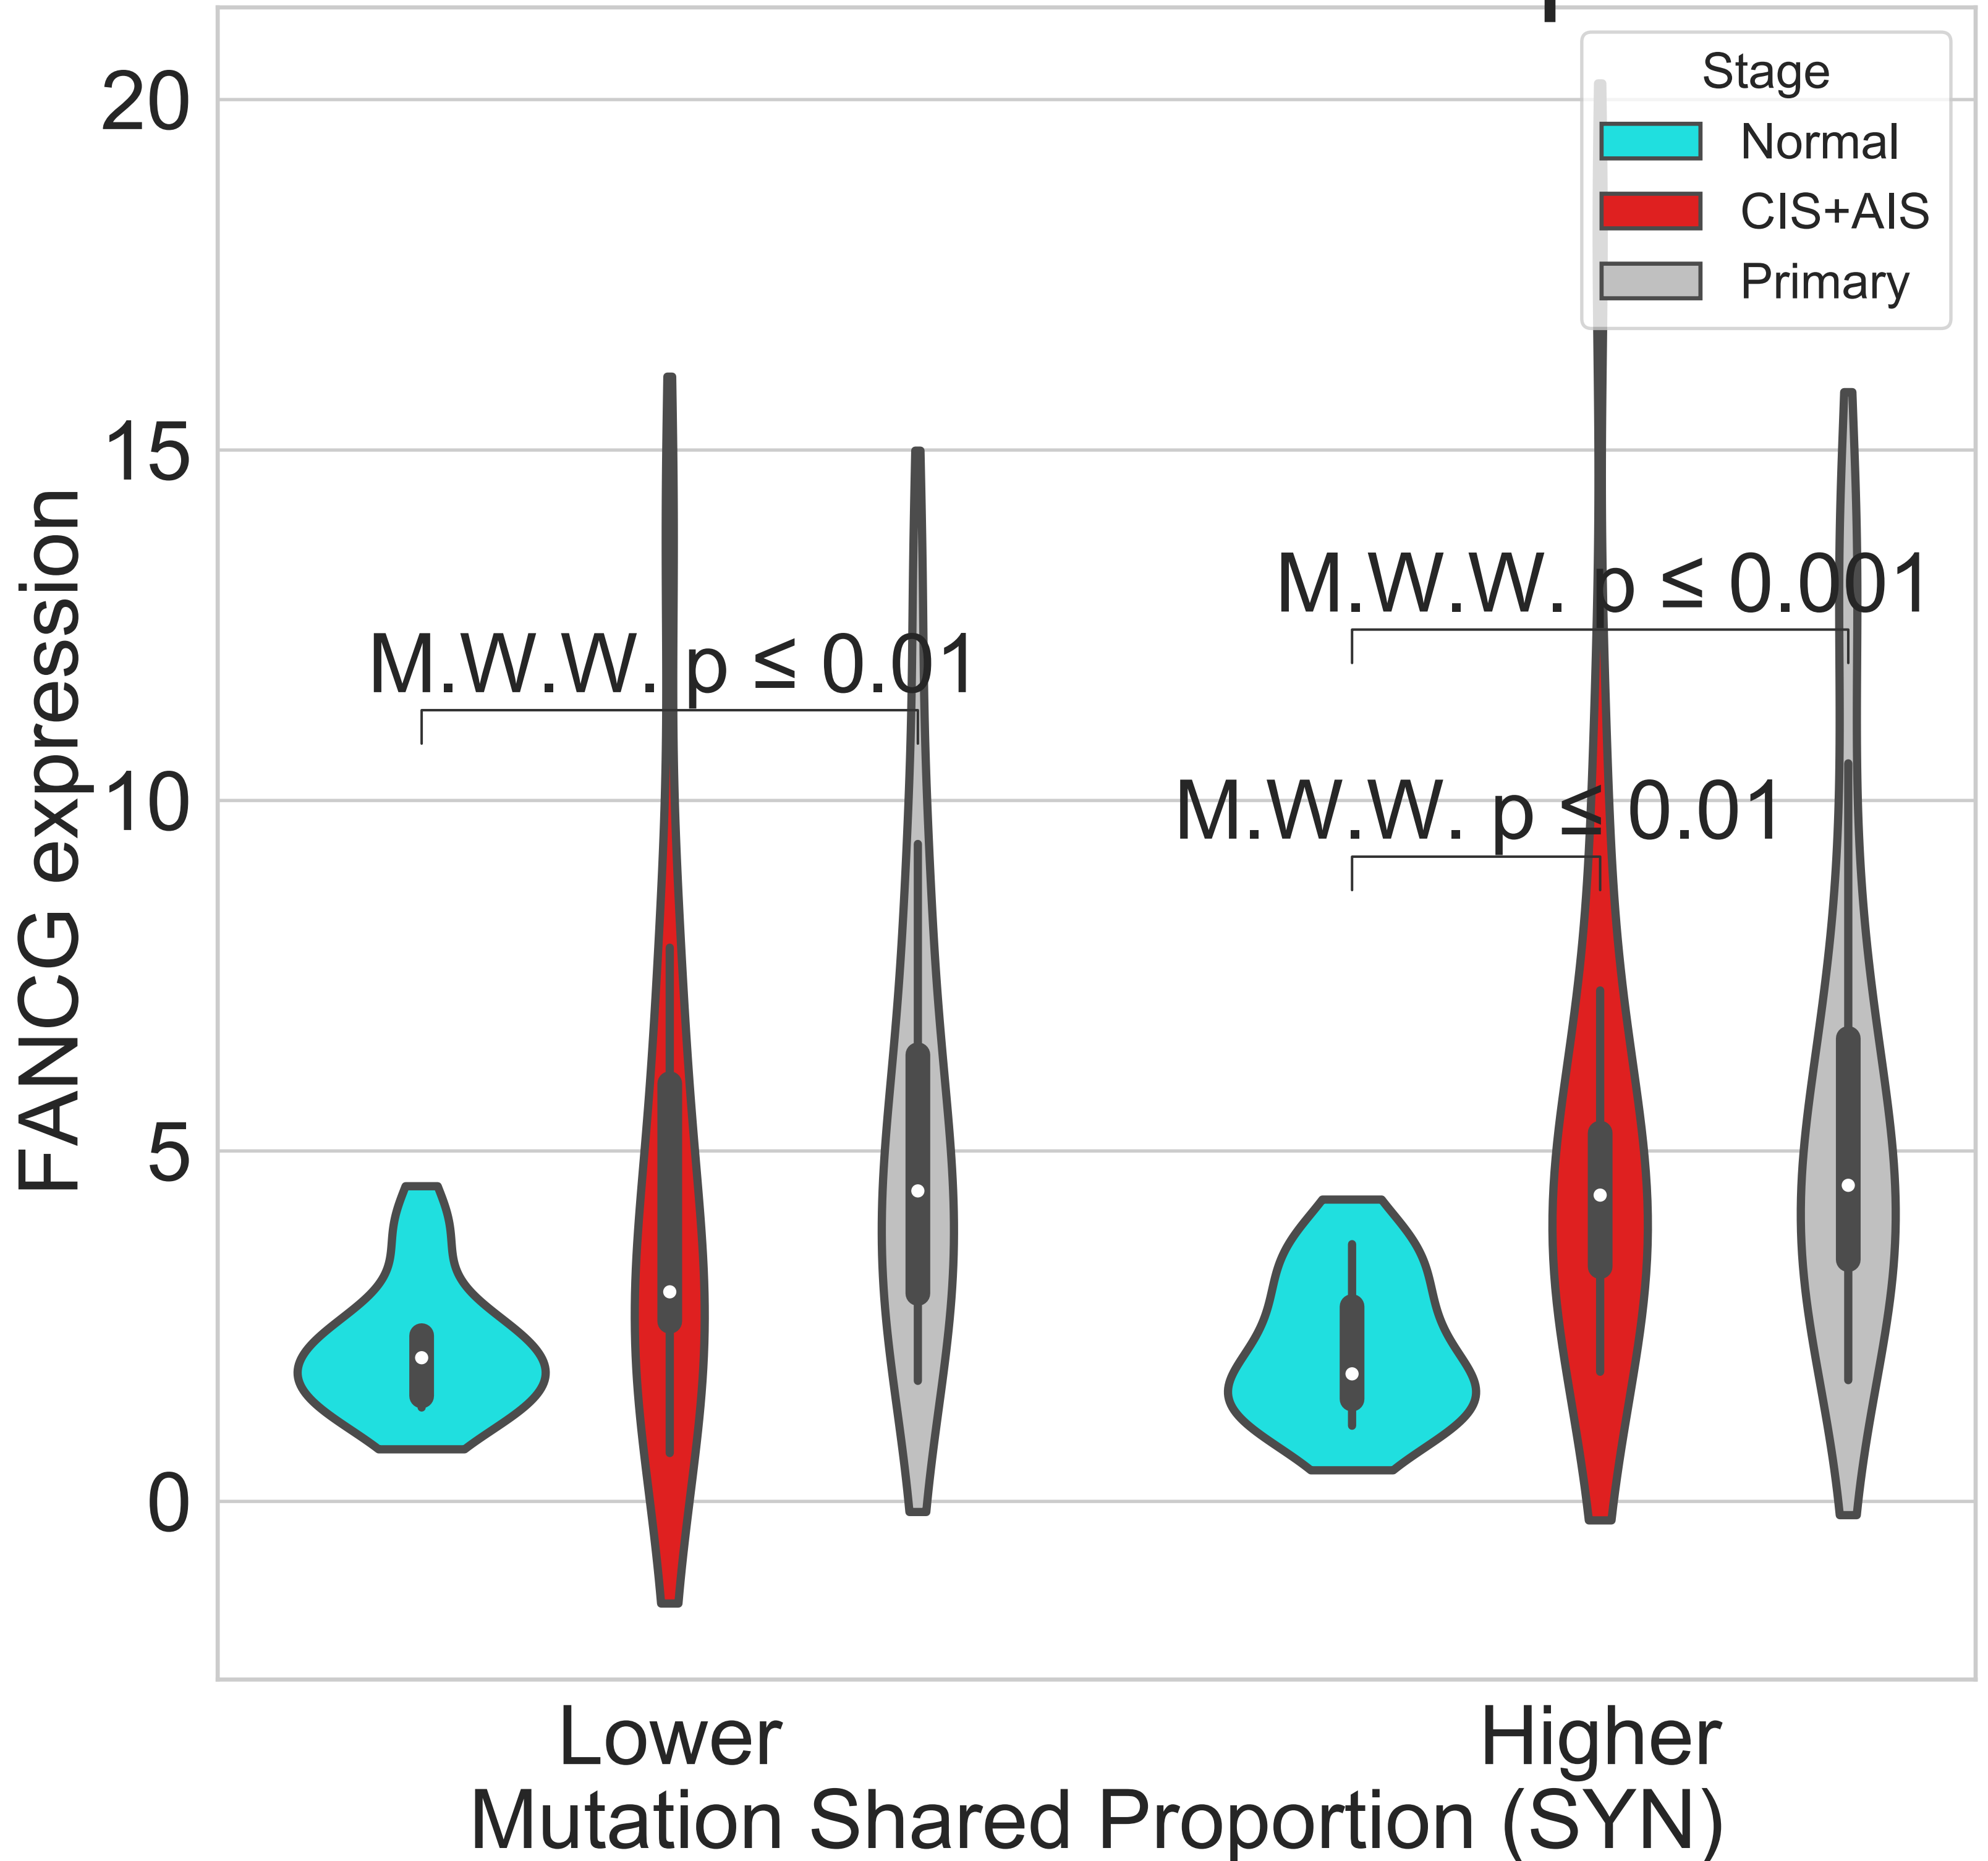 Stage
Normal
CIS+AIS
Primary
20
15
10
5
0
FANCG expression
M.W.W. p ≤ 0.001
M.W.W. p ≤ 0.01
M.W.W. p ≤ 0.01
Lower
Higher
Mutation Shared Proportion (SYN)